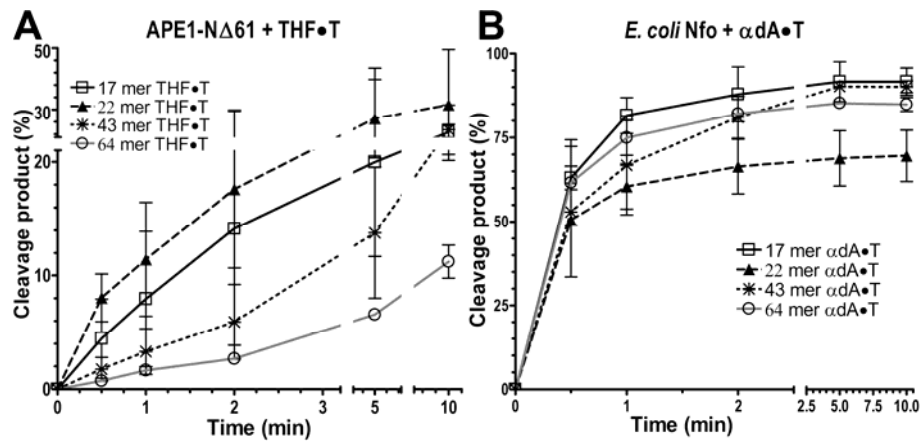 A
APE1-NΔ61 + THF●T
Cleavage product (%)
50
30
20
10
0
17 mer THF●T
22 mer THF●T
43 mer THF●T
64 mer THF●T
0 1 2 3 5 10
Time (min)
B
E. coli Nfo + αdA●T
Cleavage product (%)
100
75
50
25
0
17 mer αdA●T
22 mer αdA●T
43 mer αdA●T
64 mer αdA●T
0 1 2 2.5 5.0 7.5 10.0
Time (min)